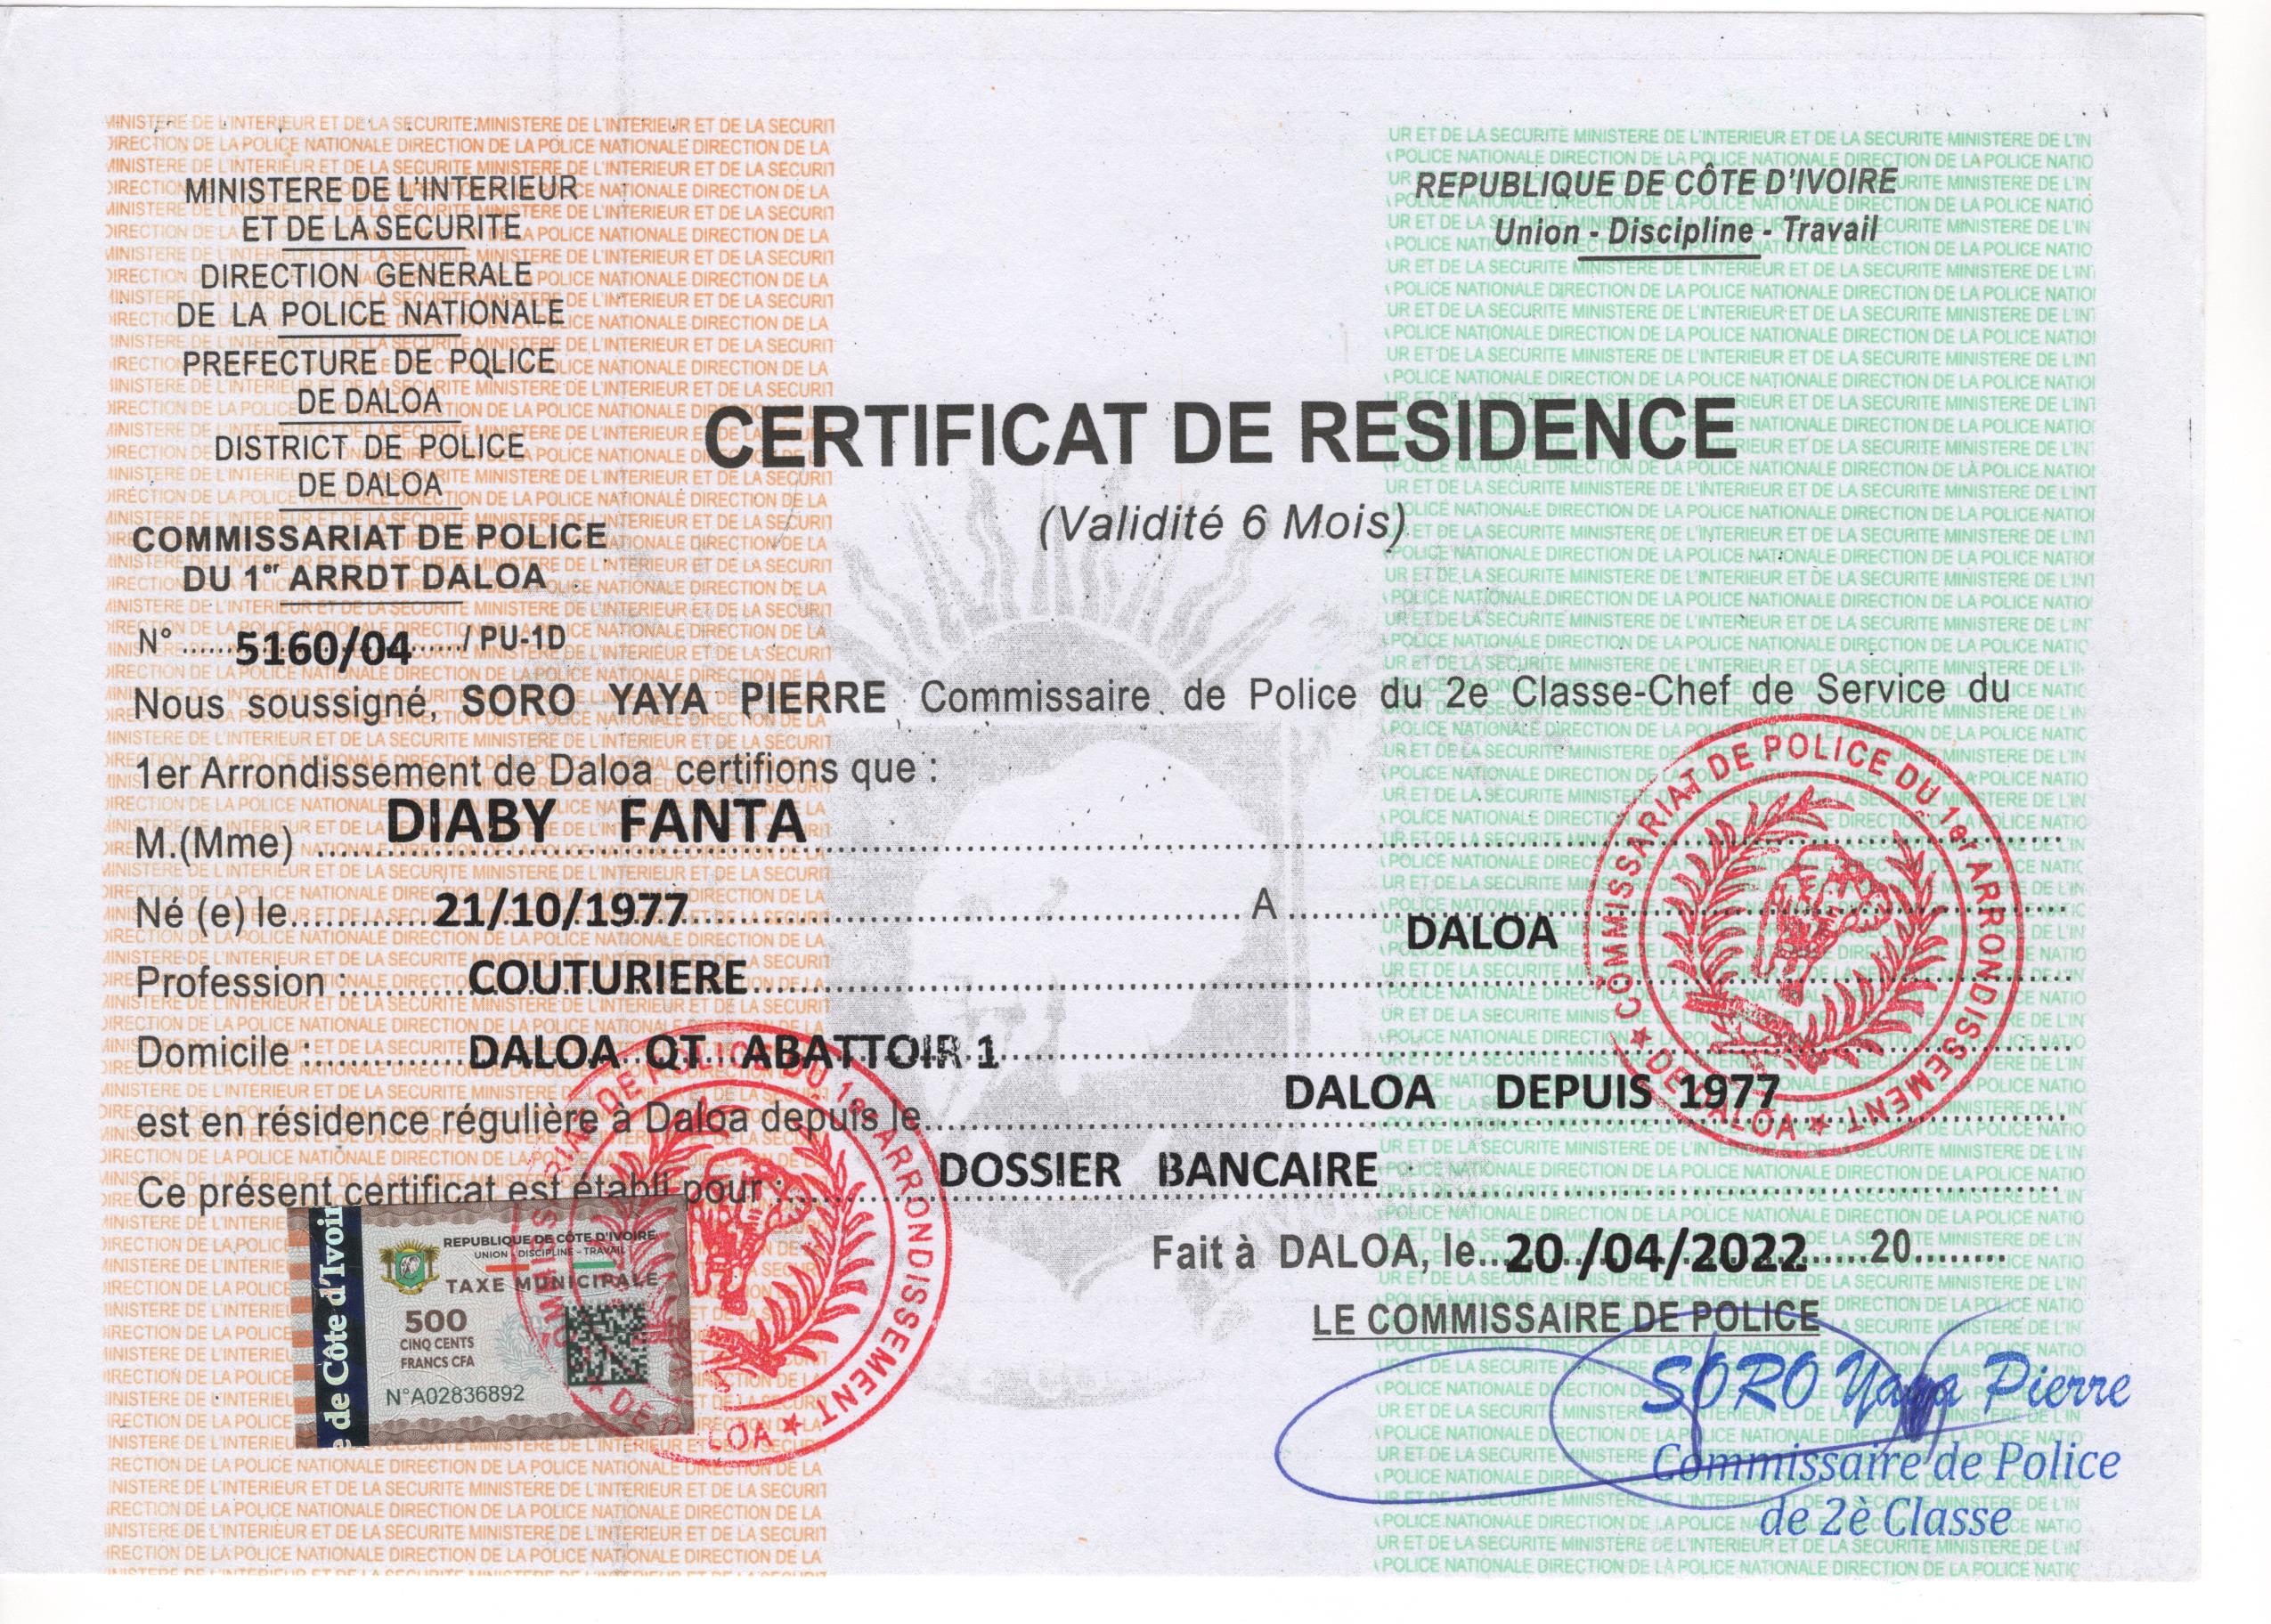 MINISTERE DE L'INTERIEUR
ET DE LA SECURITE
DIRECTION GENERALE
DE LA POLICE NATIONALE
PREFECTURE DE POLICE
DE DALOA
DISTRICT DE POLICE
DE DALOA
COMMISSARIAT DE POLICE
DU 1er ARRDT DALOA
N° 5160/04 / PU-1D
REPUBLIQUE DE CÔTE D'IVOIRE
Union - Discipline - Travail
CERTIFICAT DE RESIDENCE
(Validité 6 Mois)
Nous soussigné, SORO YAYA PIERRE Commissaire de Police du 2e Classe-Chef de Service du
1er Arrondissement de Daloa certifions que :
M.(Mme) DIABY FANTA
Né (e) le 21/10/1977 A DALOA
Profession : COUTURIERE
Domicile : DALOA QT ABATTOIR 1
est en résidence régulière à Daloa depuis le DALOA DEPUIS 1977
Ce présent certificat est établi pour : DOSSIER BANCAIRE
Fait à DALOA, le 20 /04/2022 20
LE COMMISSAIRE DE POLICE
SORO Yaya Pierre
Commissaire de Police
de 2è Classe
COMMISSARIAT DE POLICE DU 1er ARRONDISSEMENT
DE DALOA
e de Côte d'Ivoir
REPUBLIQUE DE CÔTE D'IVOIRE
UNION - DISCIPLINE - TRAVAIL
TAXE MUNICIPALE
500
CINQ CENTS
FRANCS CFA
N°A02836892